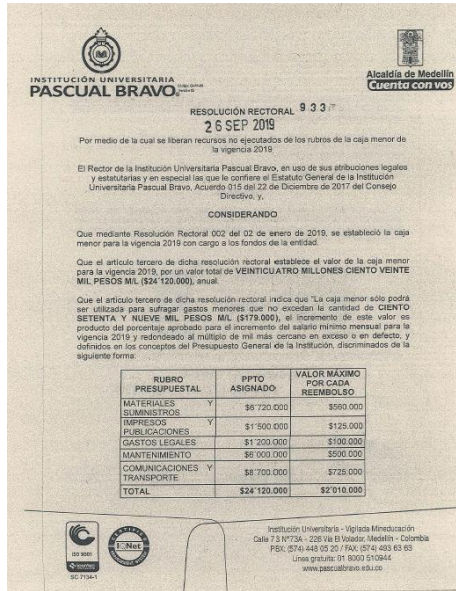 INSTITUCIÓN UNIVERSITARIA
PASCUAL BRAVO
Alcaldía de Medellín
Cuenta con vos
RESOLUCIÓN RECTORAL 933
26 SEP 2019
Por medio de la cual se liberan recursos no ejecutados de los rubros de la caja menor de
la vigencia 2019
El Rector de la Institución Universitaria Pascual Bravo, en uso de sus atribuciones legales
y estatutarias y en especial las que le confiere el Estatuto General de la Institución
Universitaria Pascual Bravo, Acuerdo 015 del 22 de Diciembre de 2017 del Consejo
Directivo, y,
CONSIDERANDO
Que mediante Resolución Rectoral 002 del 02 de enero de 2019, se estableció la caja
menor para la vigencia 2019 con cargo a los fondos de la entidad.
Que el artículo tercero de dicha resolución rectoral establece el valor de la caja menor
para la vigencia 2019, por un valor total de VEINTICUATRO MILLONES CIENTO VEINTE
MIL PESOS M/L ($24´120.000), anual.
Que el artículo tercero de dicha resolución rectoral indica que "La caja menor sólo podrá
ser utilizada para sufragar gastos menores que no excedan la cantidad de CIENTO
SETENTA Y NUEVE MIL PESOS M/L ($179.000), el incremento de este valor es
producto del porcentaje aprobado para el incremento del salario mínimo mensual para la
vigencia 2019 y redondeado al múltiplo de mil más cercano en exceso o en defecto, y
definidos en los conceptos del Presupuesto General de la Institución, discriminados de la
siguiente forma:
RUBRO PRESUPUESTAL PPTO ASIGNADO VALOR MÁXIMO POR CADA REEMBOLSO
MATERIALES Y SUMINISTROS $6´720.000 $560.000
IMPRESOS Y PUBLICACIONES $1´500.000 $125.000
GASTOS LEGALES $1´200.000 $100.000
MANTENIMIENTO $6´000.000 $500.000
COMUNICACIONES Y TRANSPORTE $8´700.000 $725.000
TOTAL $24´120.000 $2´010.000
ISO 9001
SC 7134-1
CERTIFIED
IQNet
Institución Universitaria - Vigilada Mineducación
Calle 73 N°73A - 226 Vía El Volador, Medellín - Colombia
PBX: (574) 448 05 20 / FAX: (574) 493 63 63
Línea gratuita: 01 8000 510944
www.pascualbravo.edu.co